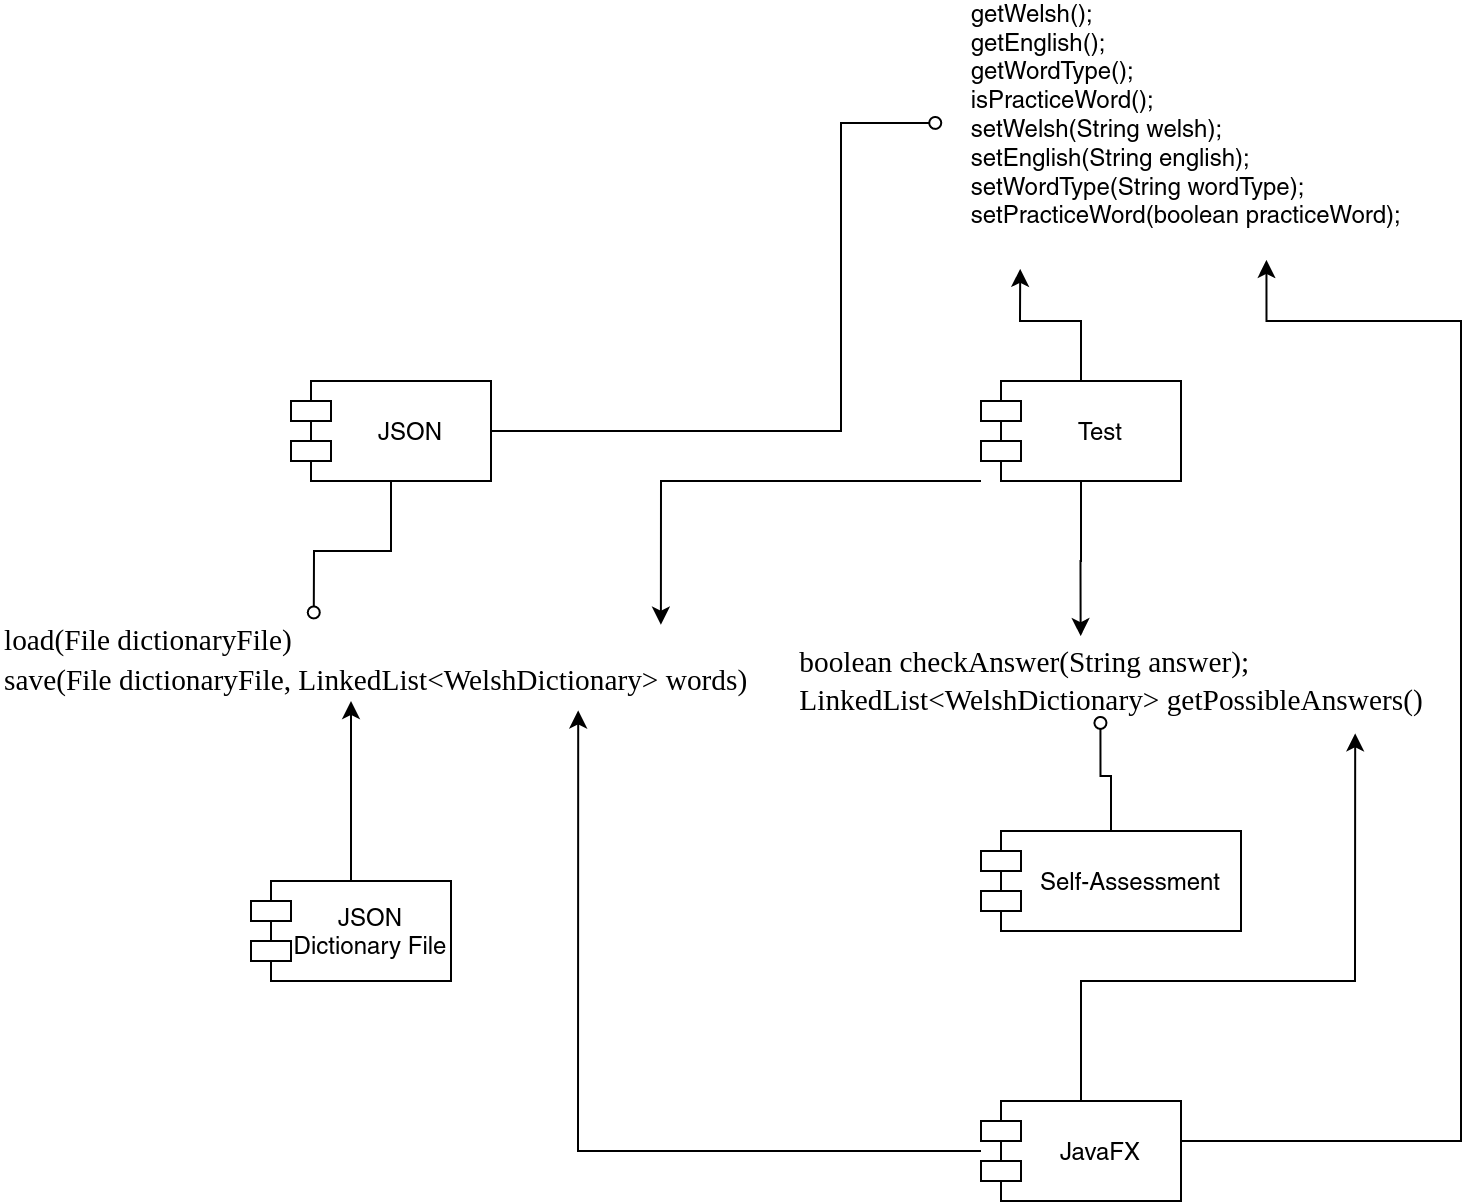 getWelsh();
getEnglish();
getWordType();
isPracticeWord();
setWelsh(String welsh);
setEnglish(String english);
setWordType(String wordType);
setPracticeWord(boolean practiceWord);
JSON
Test
load(File dictionaryFile)
save(File dictionaryFile, LinkedList<WelshDictionary> words)
boolean checkAnswer(String answer);
LinkedList<WelshDictionary> getPossibleAnswers()
Self-Assessment
JSON
Dictionary File
JavaFX